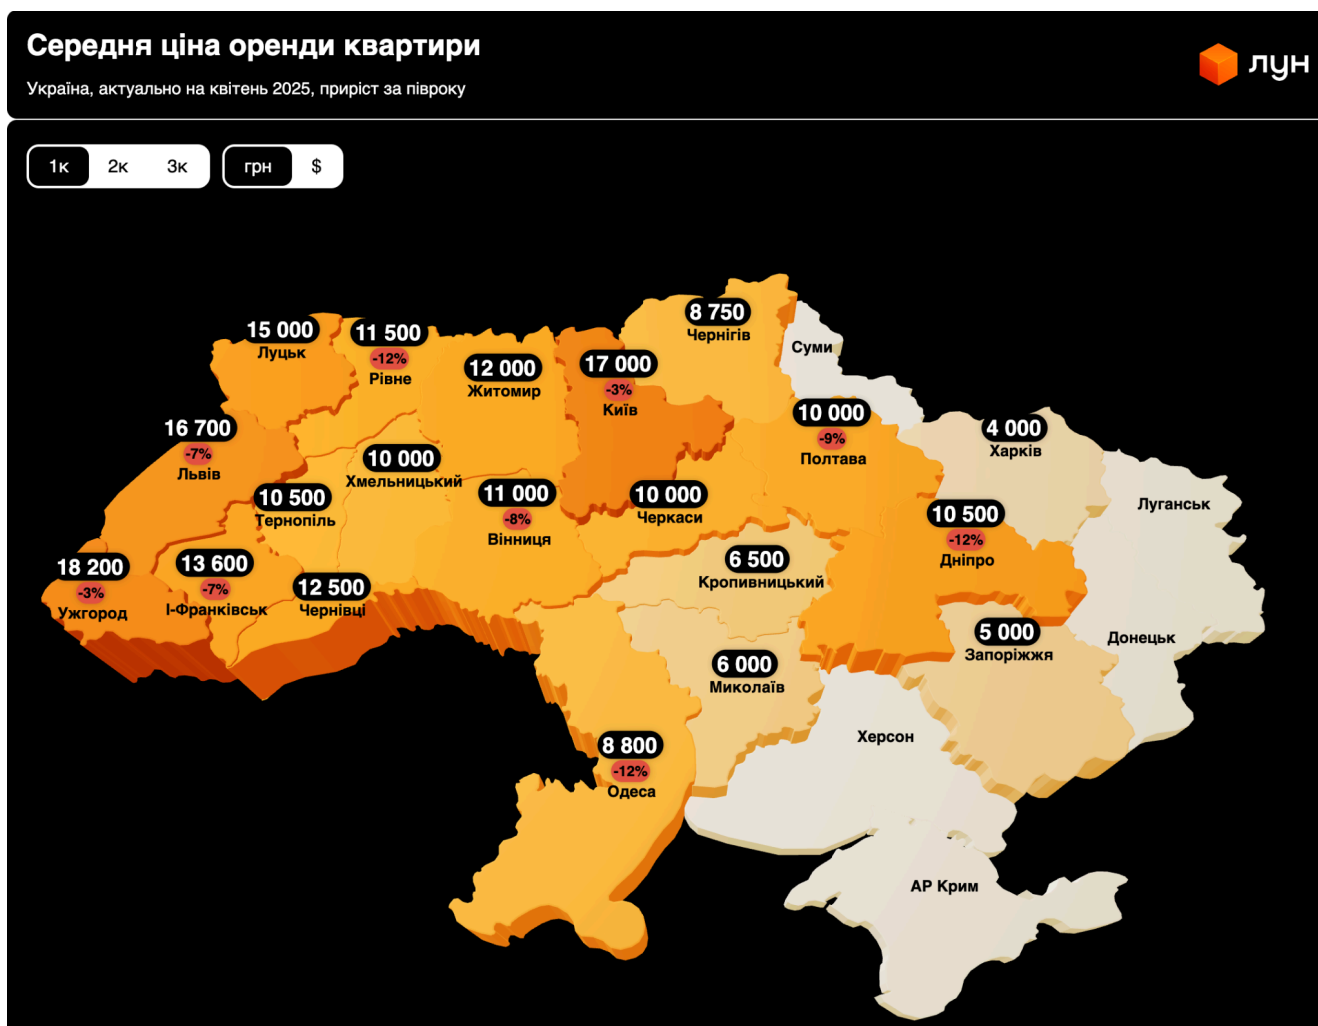 Середня ціна оренди квартири
Україна, актуально на квітень 2025, приріст за півроку
лун
1к 2к 3к грн $
8 750
Чернігів
15 000
Луцьк
11 500
-12%
Рівне
12 000
Житомир
17 000
-3%
Київ
Суми
16 700
-7%
Львів
10 000
Хмельницький
10 000
-9%
Полтава
4 000
Харків
10 500
Тернопіль
11 000
-8%
Вінниця
10 000
Черкаси
10 500
-12%
Дніпро
Луганськ
18 200
-3%
Ужгород
13 600
-7%
І-Франківськ
12 500
Чернівці
6 500
Кропивницький
5 000
Запоріжжя
Донецьк
6 000
Миколаїв
8 800
-12%
Одеса
Херсон
АР Крим